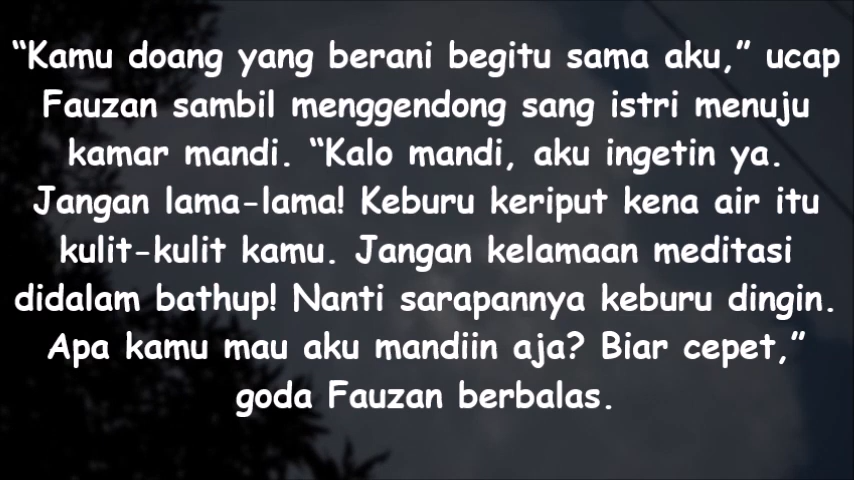 “Kamu doang yang berani begitu sama aku,” ucap
Fauzan sambil menggendong sang istri menuju
kamar mandi. “Kalo mandi, aku ingetin ya.
Jangan lama-lama! Keburu keriput kena air itu
kulit-kulit kamu. Jangan kelamaan meditasi
didalam bathup! Nanti sarapannya keburu dingin.
Apa kamu mau aku mandiin aja? Biar cepet,”
goda Fauzan berbalas.